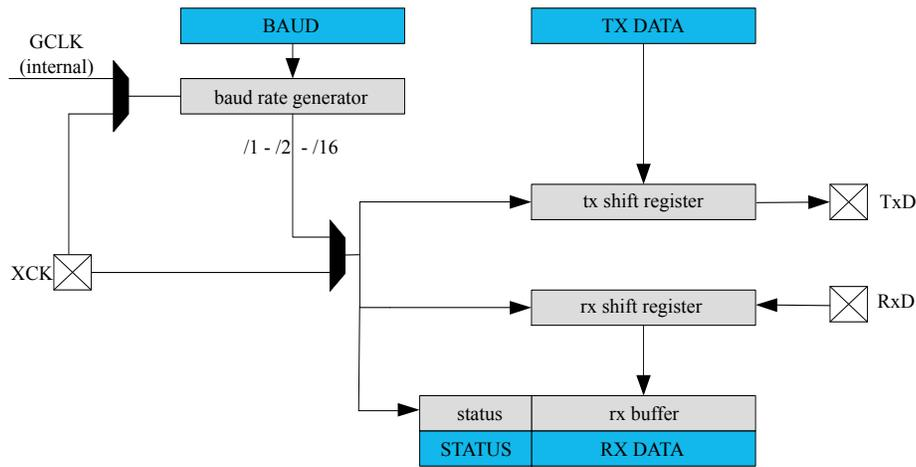 BAUD
TX DATA
GCLK
(internal)
baud rate generator
/1 - /2 - /16
tx shift register
TxD
XCK
rx shift register
RxD
status
rx buffer
STATUS
RX DATA